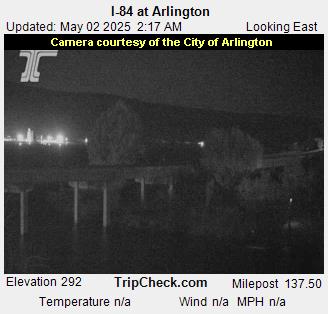 I-84 at Arlington
Updated: May 02 2025 2:17 AM Looking East
Camera courtesy of the City of Arlington
Elevation 292 TripCheck.com Milepost 137.50
Temperature n/a Wind n/a MPH n/a